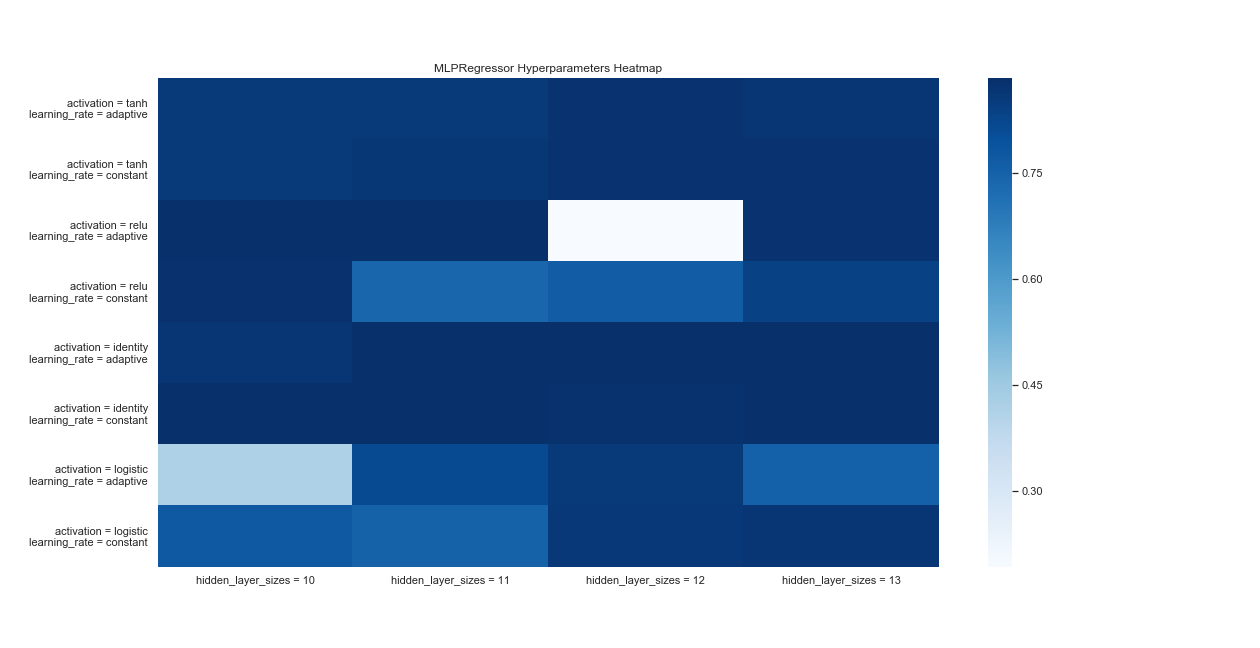 MLPRegressor Hyperparameters Heatmap
activation = tanh
learning_rate = adaptive
activation = tanh
learning_rate = constant
activation = relu
learning_rate = adaptive
activation = relu
learning_rate = constant
activation = identity
learning_rate = adaptive
activation = identity
learning_rate = constant
activation = logistic
learning_rate = adaptive
activation = logistic
learning_rate = constant
hidden_layer_sizes = 10
hidden_layer_sizes = 11
hidden_layer_sizes = 12
hidden_layer_sizes = 13
0.75
0.60
0.45
0.30